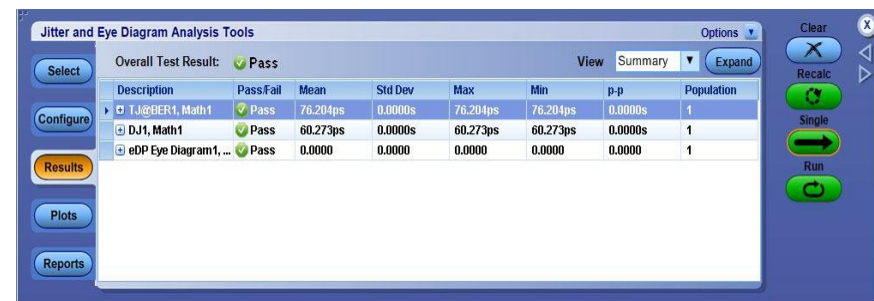 Jitter and Eye Diagram Analysis Tools
Options
Clear
X
Select
Overall Test Result: Pass
View Summary
Expand
Recalc
Description Pass/Fail Mean Std Dev Max Min p-p Population
TJ@BER1, Math1 Pass 76.204ps 0.0000s 76.204ps 76.204ps 0.0000s 1
Configure
Single
DJ1, Math1 Pass 60.273ps 0.0000s 60.273ps 60.273ps 0.0000s 1
eDP Eye Diagram1, ... Pass 0.0000 0.0000 0.0000 0.0000 0.0000 1
Results
Run
Plots
Reports